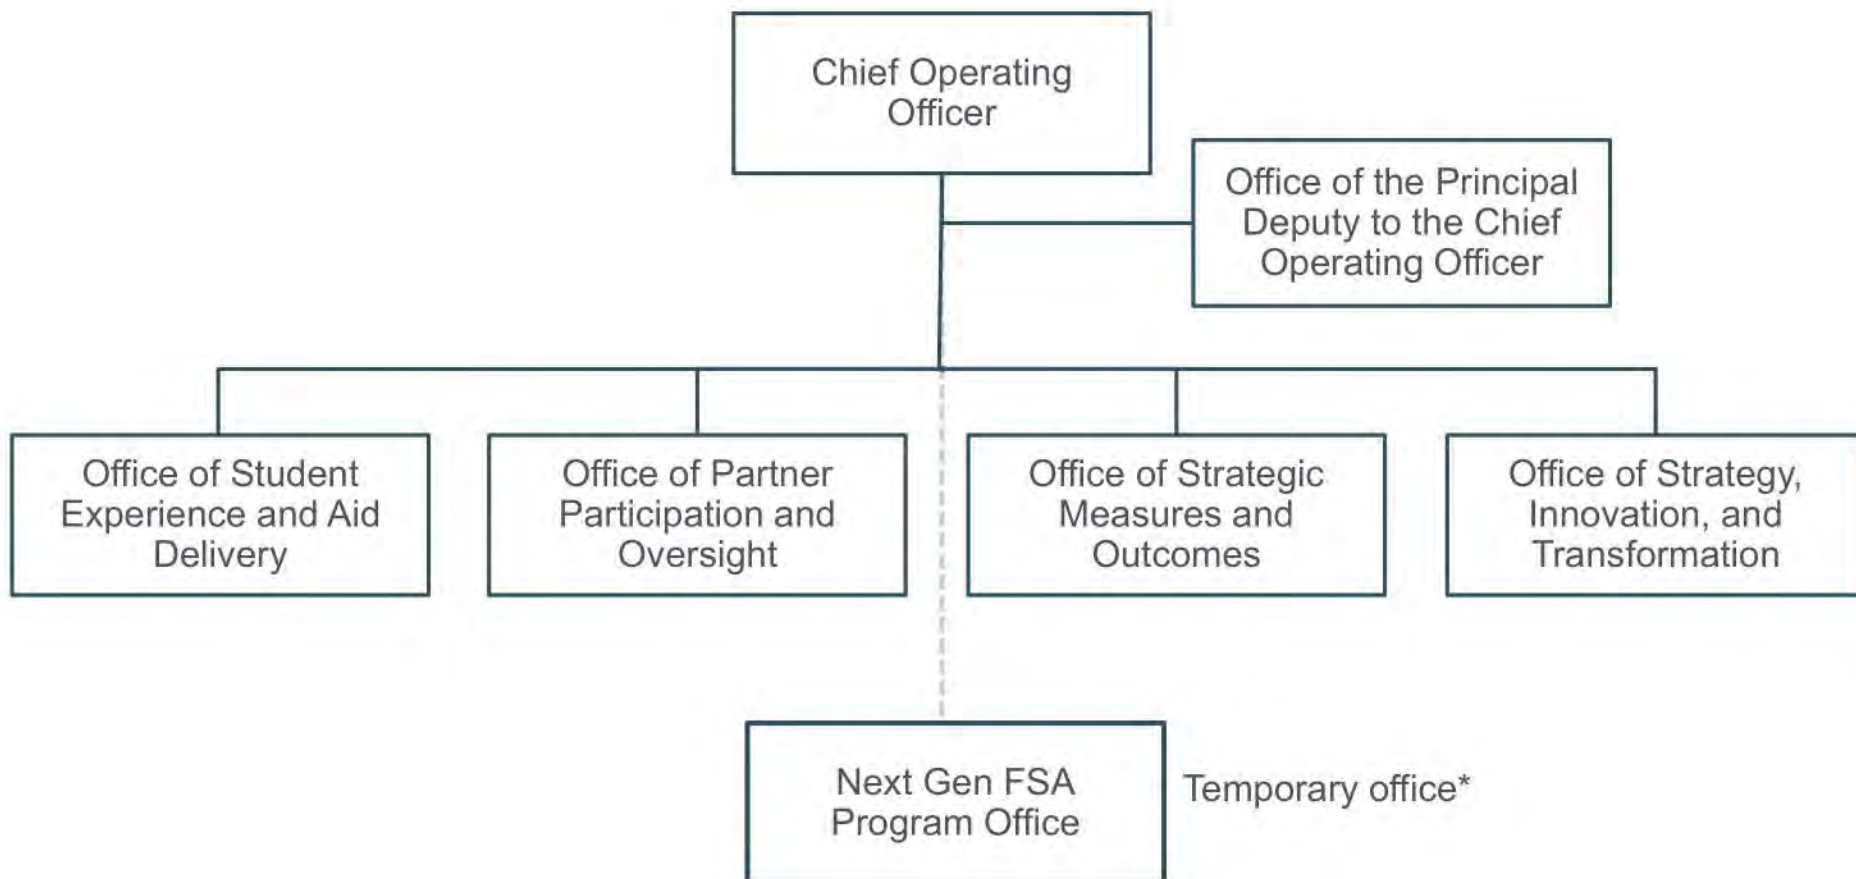 Chief Operating
Officer
Office of the Principal
Deputy to the Chief
Operating Officer
Office of Student
Experience and Aid
Delivery
Office of Partner
Participation and
Oversight
Office of Strategic
Measures and
Outcomes
Office of Strategy,
Innovation, and
Transformation
Next Gen FSA
Program Office
Temporary office*